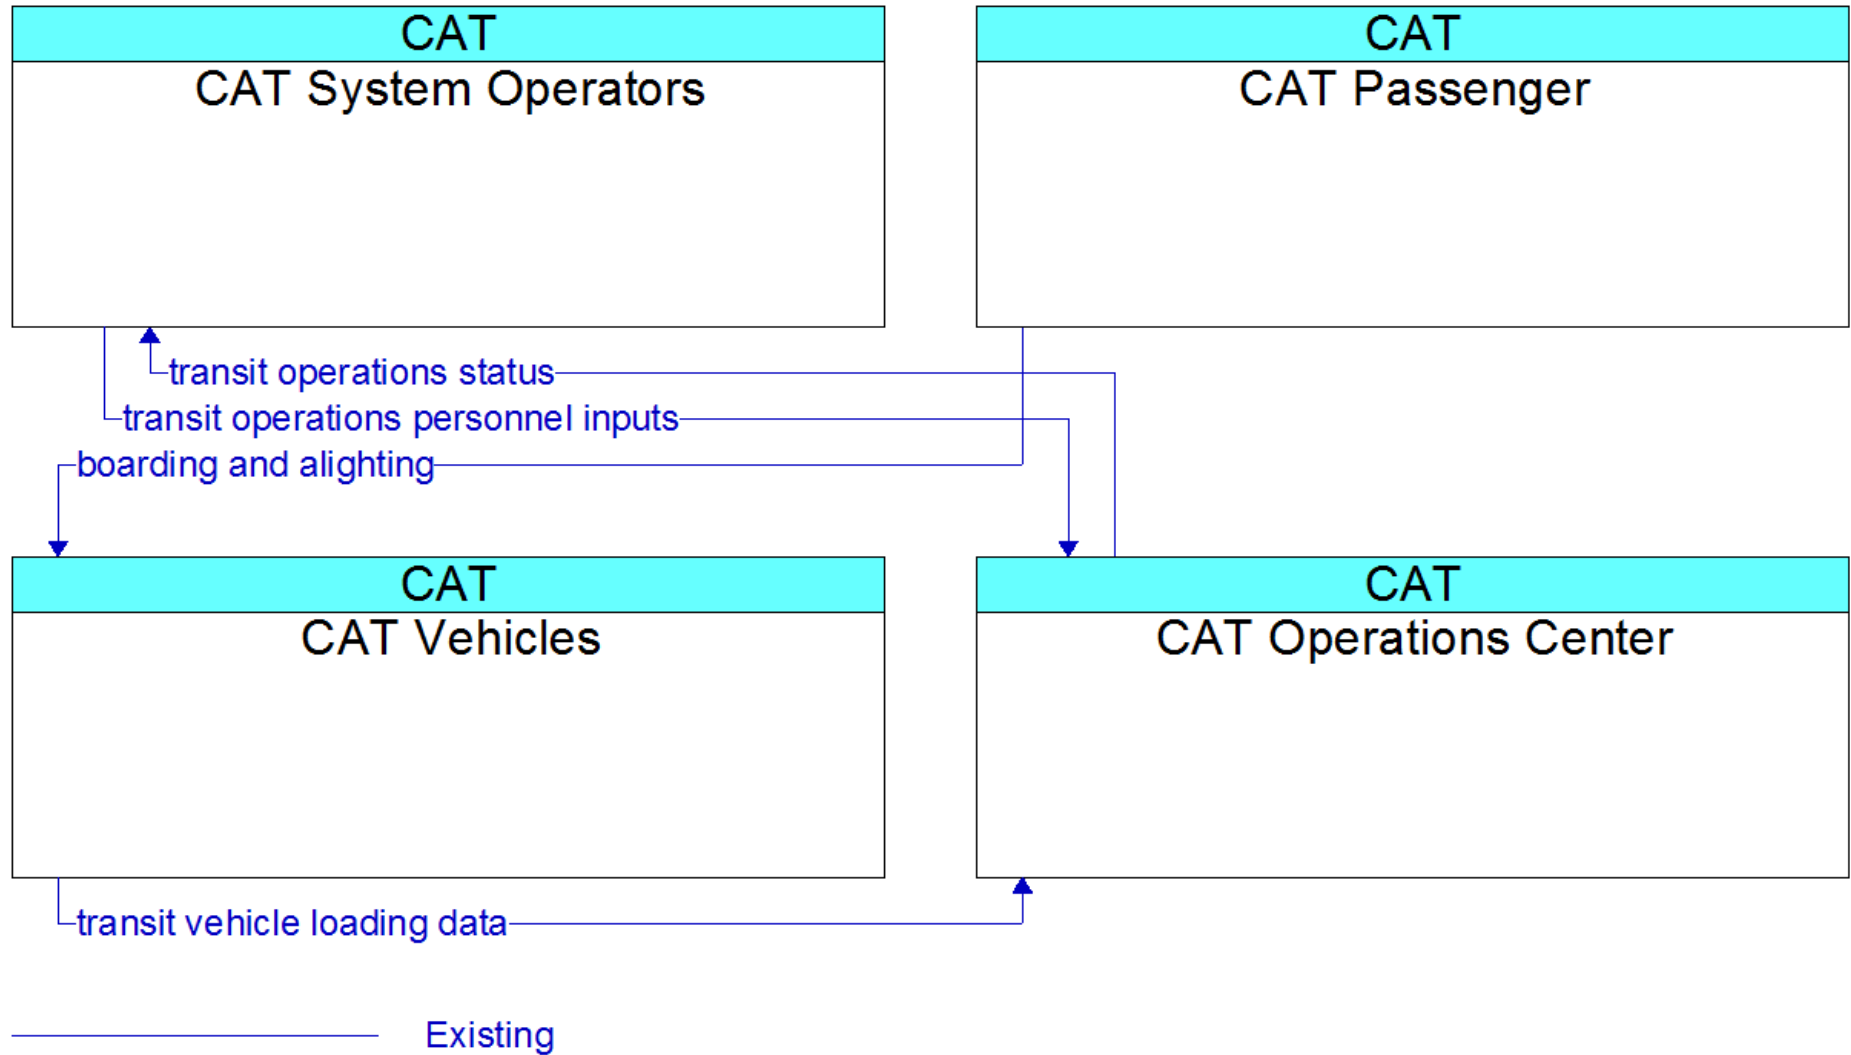 CAT
CAT System Operators
CAT
CAT Passenger
transit operations status
transit operations personnel inputs
boarding and alighting
CAT
CAT Vehicles
CAT
CAT Operations Center
transit vehicle loading data
Existing